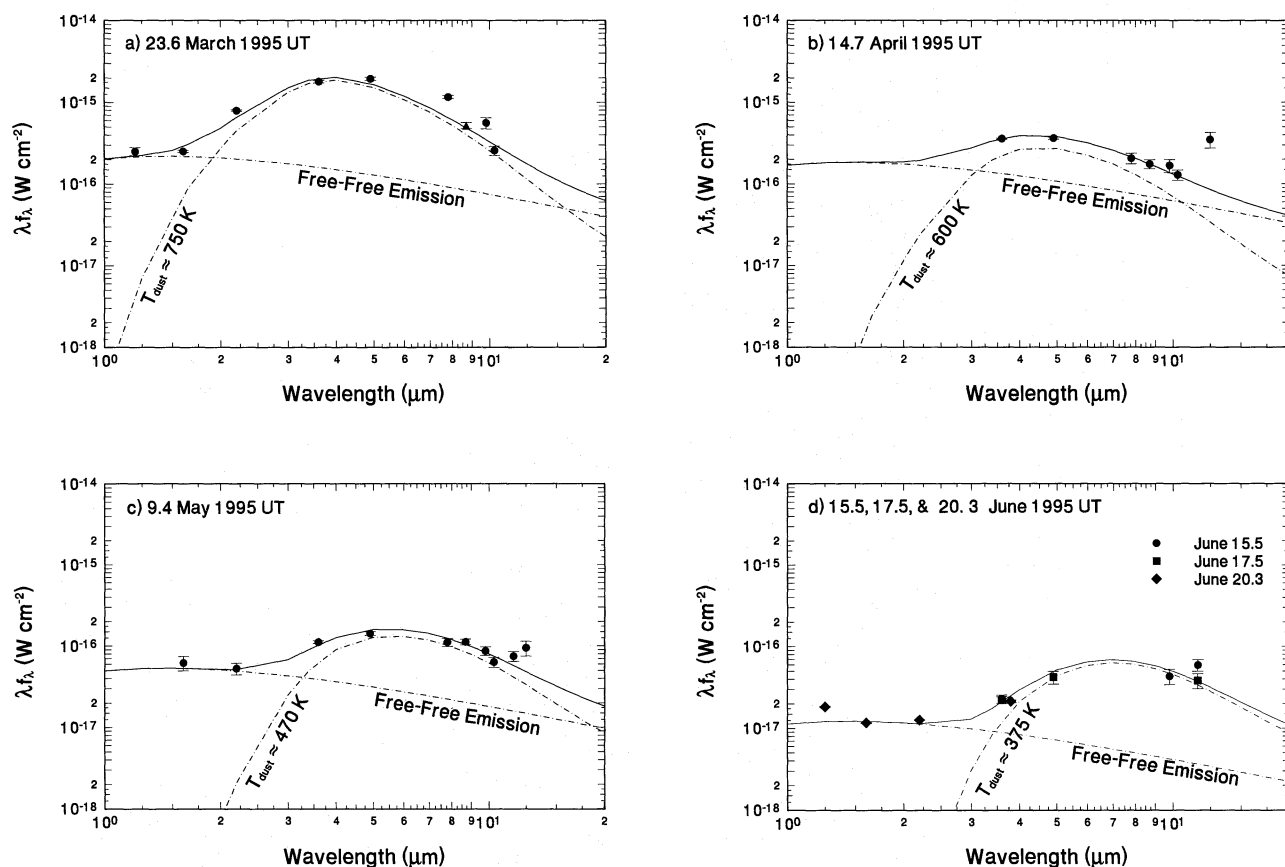 a) 23.6 March 1995 UT
10⁻¹⁴
2
10⁻¹⁵
2
10⁻¹⁶
2
10⁻¹⁷
2
10⁻¹⁸
λf_λ (W cm⁻²)
Free-Free Emission
T_dust ≈ 750 K
10⁰ 2 3 4 5 6 7 8 9 10¹ 2
Wavelength (μm)
b) 14.7 April 1995 UT
10⁻¹⁴
2
10⁻¹⁵
2
10⁻¹⁶
2
10⁻¹⁷
2
10⁻¹⁸
λf_λ (W cm⁻²)
Free-Free Emission
T_dust ≈ 600 K
10⁰ 2 3 4 5 6 7 8 9 10¹
Wavelength (μm)
c) 9.4 May 1995 UT
10⁻¹⁴
2
10⁻¹⁵
2
10⁻¹⁶
2
10⁻¹⁷
2
10⁻¹⁸
λf_λ (W cm⁻²)
Free-Free Emission
T_dust ≈ 470 K
10⁰ 2 3 4 5 6 7 8 9 10¹ 2
Wavelength (μm)
d) 15.5, 17.5, & 20. 3 June 1995 UT
June 15.5
June 17.5
June 20.3
10⁻¹⁴
2
10⁻¹⁵
2
10⁻¹⁶
2
10⁻¹⁷
2
10⁻¹⁸
λf_λ (W cm⁻²)
T_dust ≈ 375 K
Free-Free Emission
10⁰ 2 3 4 5 6 7 8 9 10¹
Wavelength (μm)